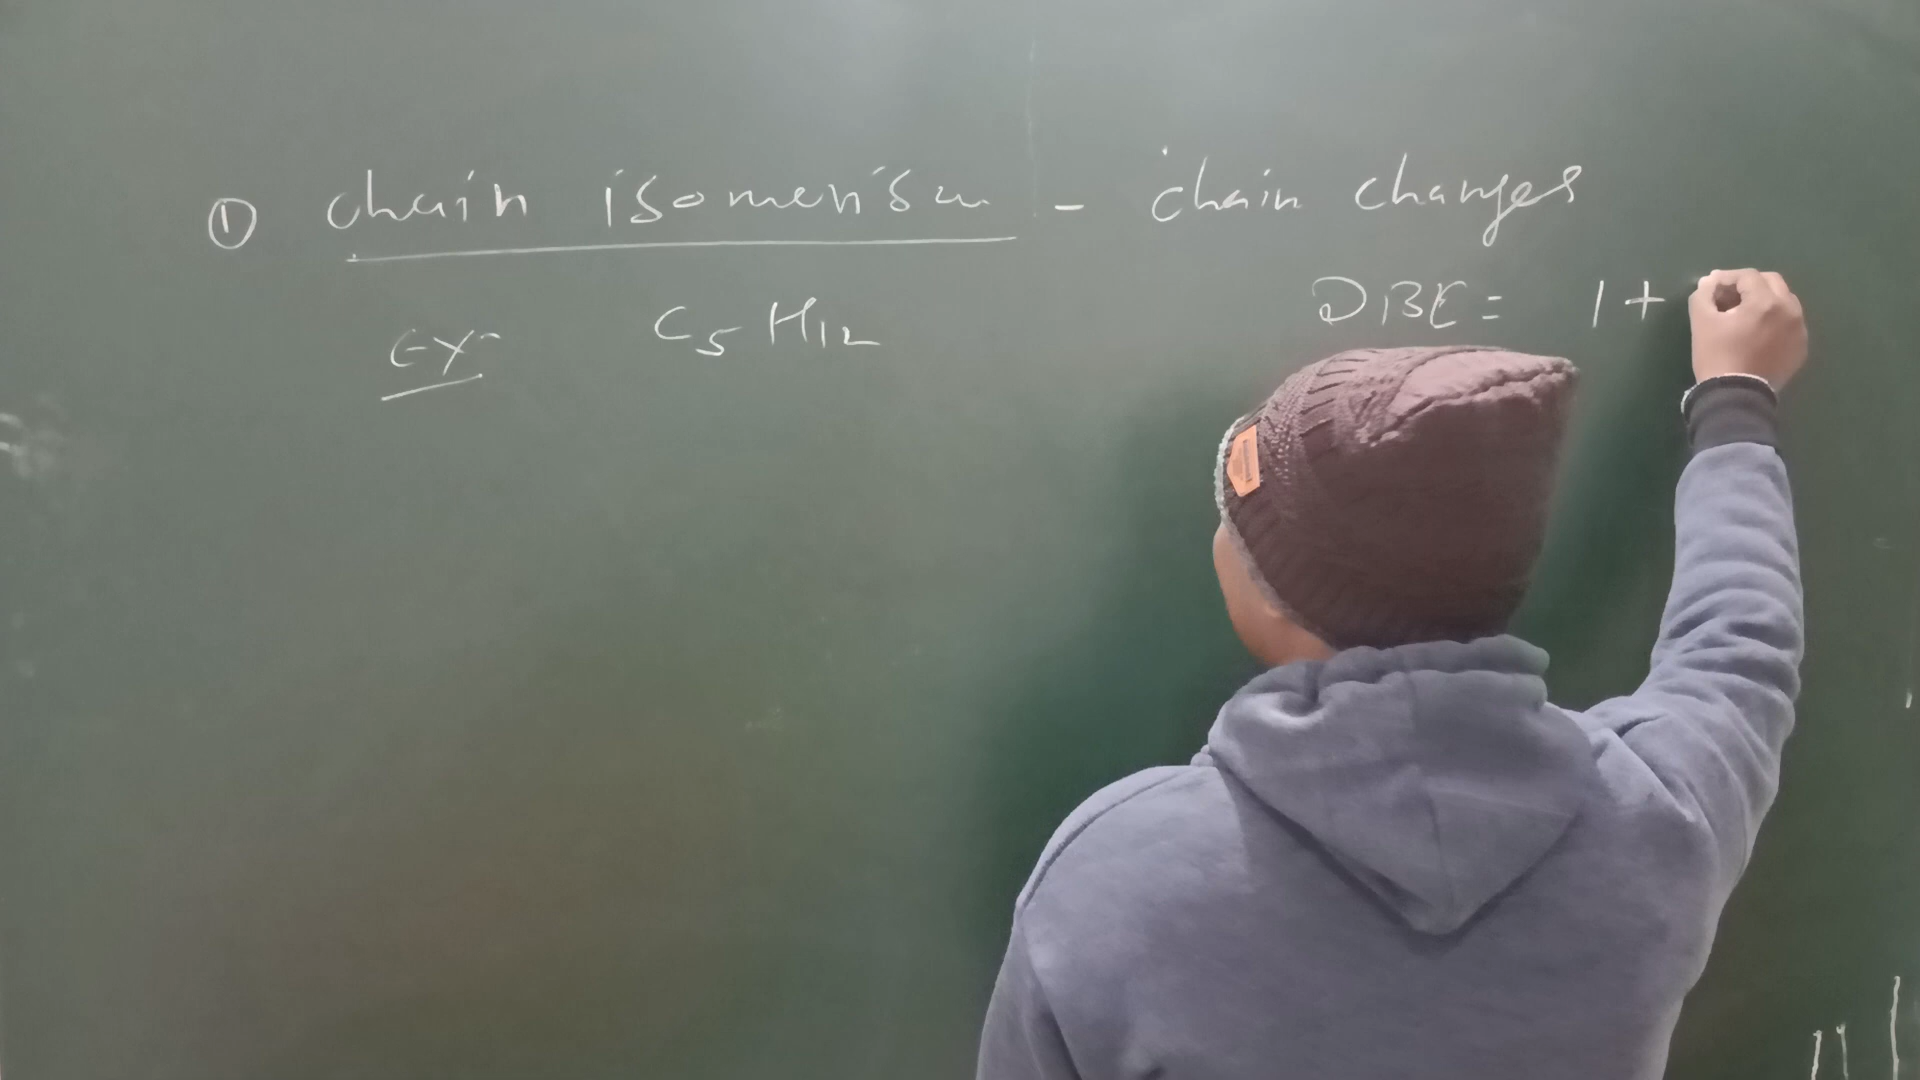 ① chain isomerism - chain changes
Ex- C5H12 DBE = 1+